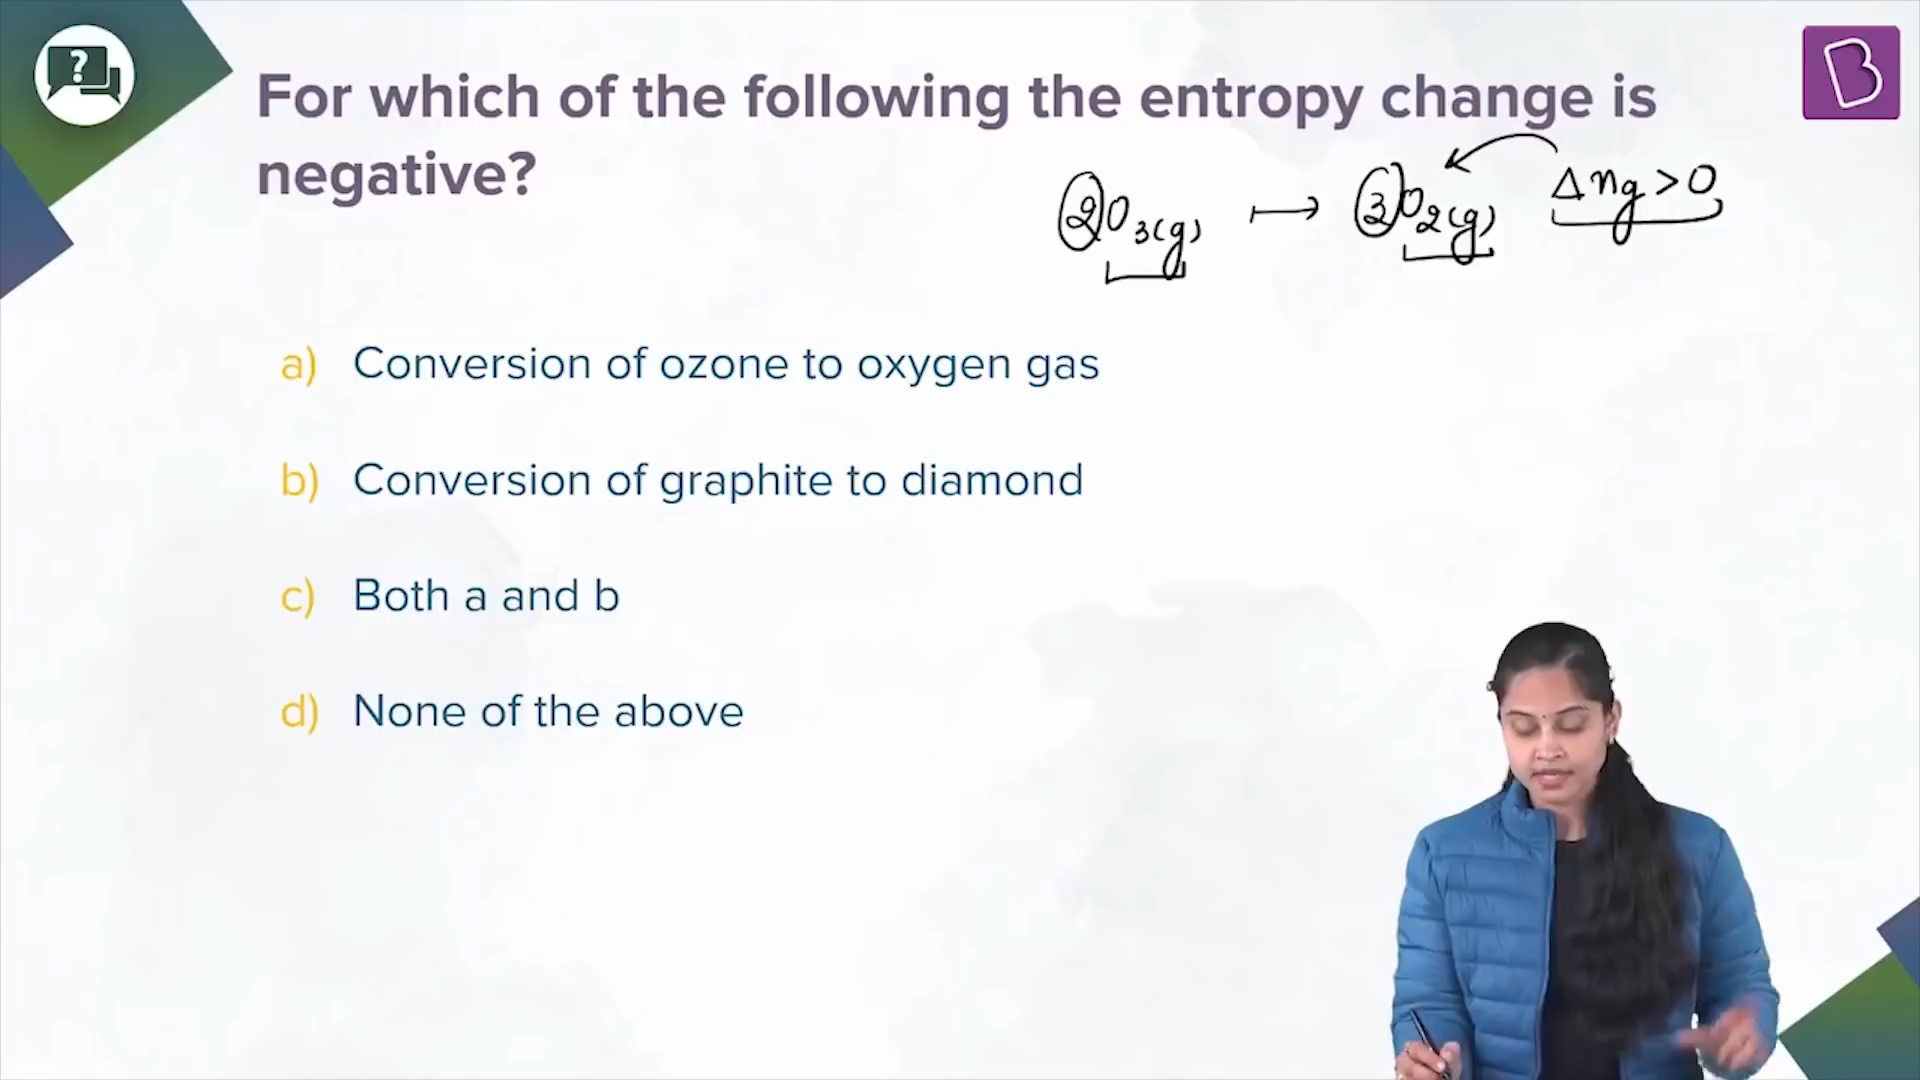 ?
For which of the following the entropy change is
negative?
2O3(g) ⟼ 3O2(g) Δng>0
a) Conversion of ozone to oxygen gas
b) Conversion of graphite to diamond
c) Both a and b
d) None of the above
B